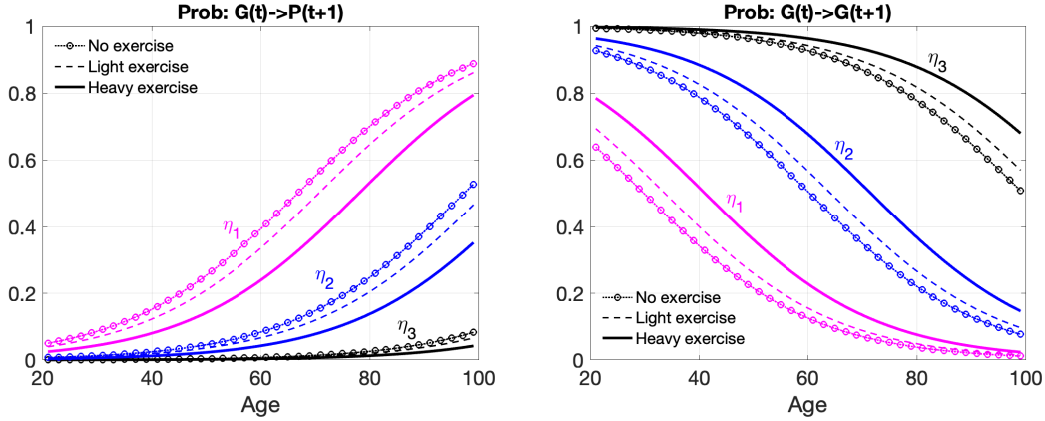 Prob: G(t)->P(t+1)
1
0.8
0.6
0.4
0.2
0
No exercise
Light exercise
Heavy exercise
η1
η2
η3
20 40 60 80 100
Age
Prob: G(t)->G(t+1)
1
0.8
0.6
0.4
0.2
0
η3
η2
η1
No exercise
Light exercise
Heavy exercise
20 40 60 80 100
Age